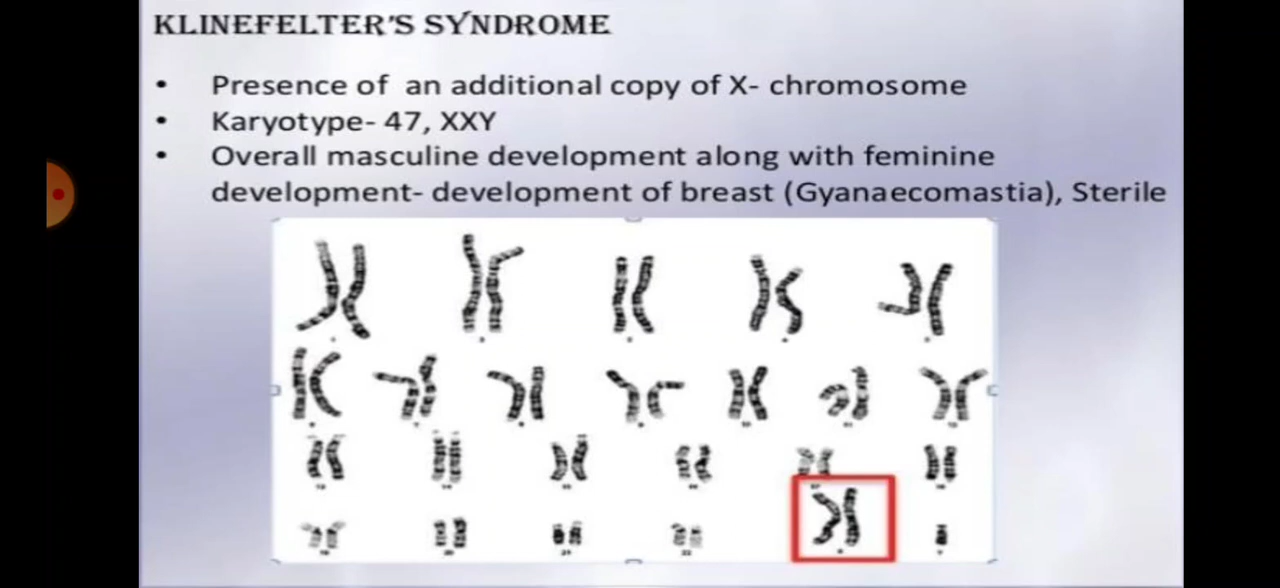 KLINEFELTER'S SYNDROME
• Presence of an additional copy of X- chromosome
• Karyotype- 47, XXY
• Overall masculine development along with feminine
development- development of breast (Gyanaecomastia), Sterile